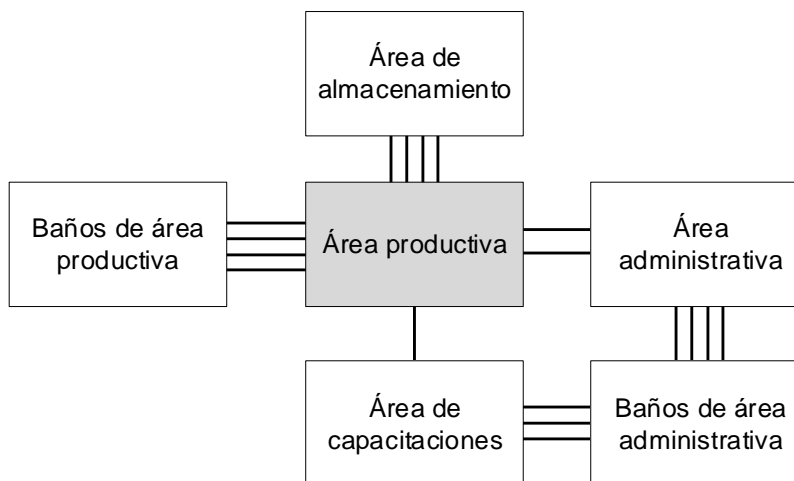 Área de
almacenamiento
Baños de área
productiva
Área productiva
Área
administrativa
Área de
capacitaciones
Baños de área
administrativa